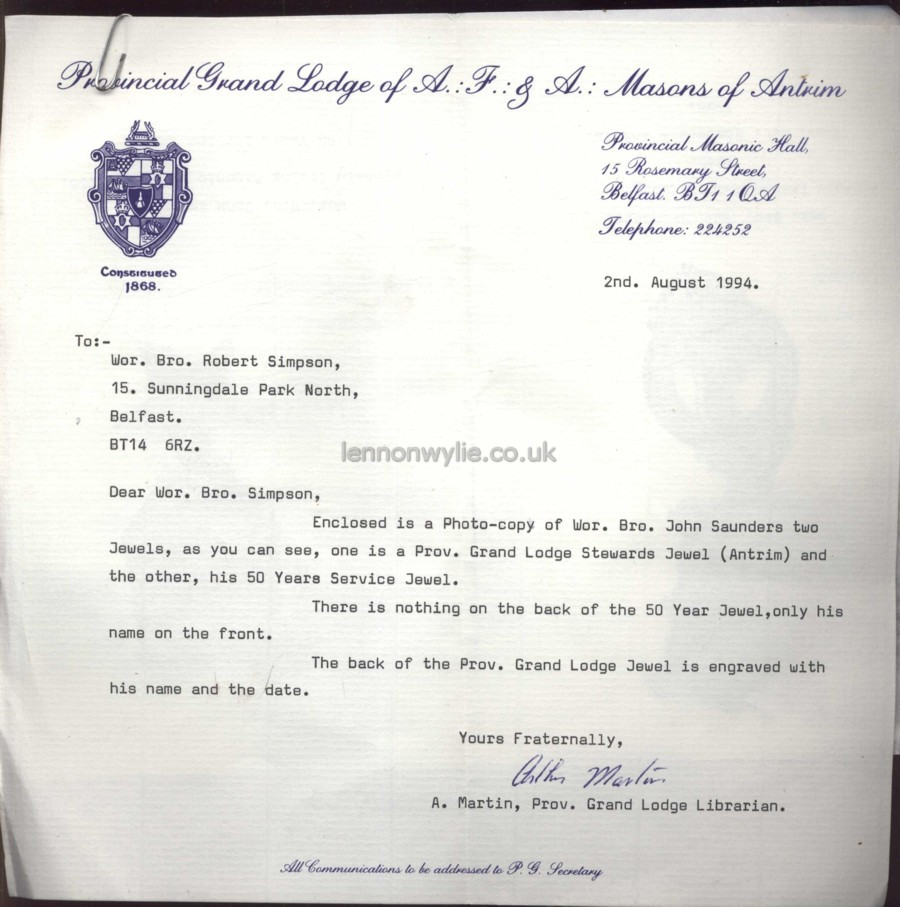 Provincial Grand Lodge of A.:F.: & A.: Masons of Antrim
Provincial Masonic Hall,
15 Rosemary Street,
Belfast. BT1 1QA
Telephone: 224252
Constituted
1868.
2nd. August 1994.
To:-
Wor. Bro. Robert Simpson,
15. Sunningdale Park North,
Belfast.
BT14 6RZ.
lennonwylie.co.uk
Dear Wor. Bro. Simpson,
Enclosed is a Photo-copy of Wor. Bro. John Saunders two
Jewels, as you can see, one is a Prov. Grand Lodge Stewards Jewel (Antrim) and
the other, his 50 Years Service Jewel.
There is nothing on the back of the 50 Year Jewel,only his
name on the front.
The back of the Prov. Grand Lodge Jewel is engraved with
his name and the date.
Yours Fraternally,
Arthur Martin
A. Martin, Prov. Grand Lodge Librarian.
All Communications to be addressed to P. G. Secretary